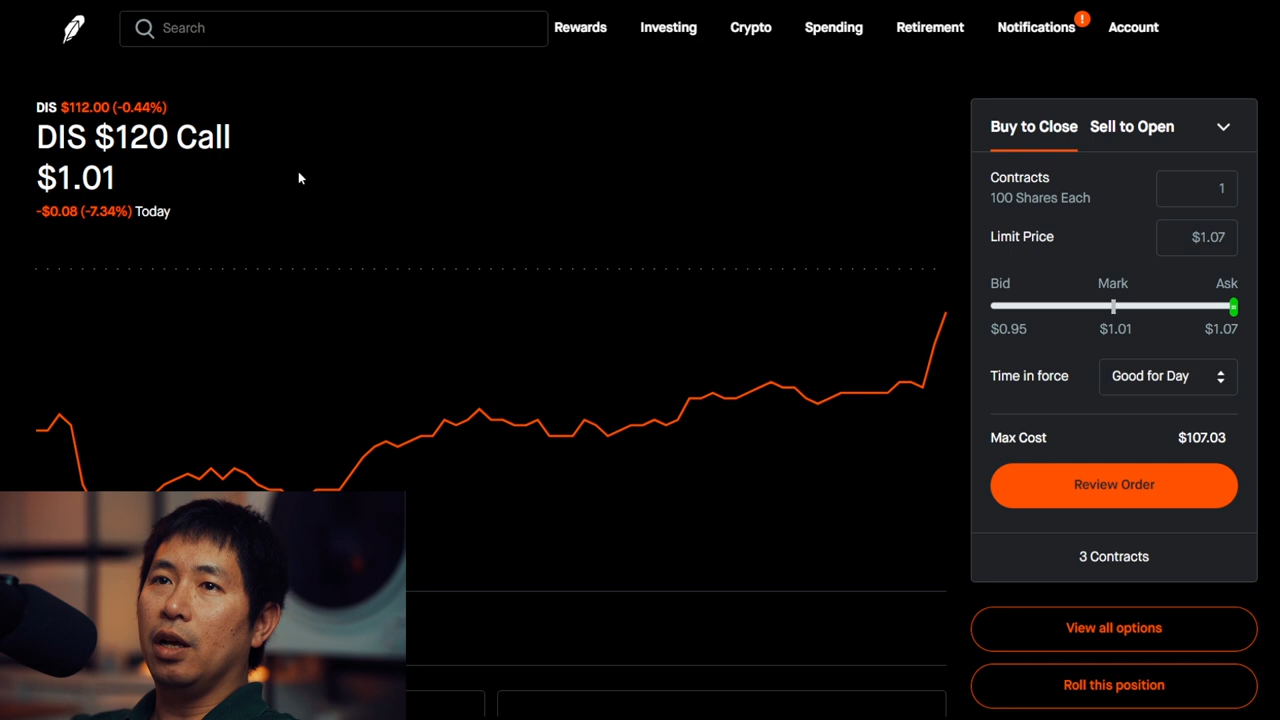 Search
Rewards
Investing
Crypto
Spending
Retirement
Notifications
!
Account
DIS $112.00 (-0.44%)
DIS $120 Call
$1.01
-$0.08 (-7.34%) Today
Buy to Close
Sell to Open
Contracts
100 Shares Each
1
Limit Price
$1.07
Bid
Mark
Ask
$0.95
$1.01
$1.07
Time in force
Good for Day
Max Cost
$107.03
Review Order
3 Contracts
View all options
Roll this position